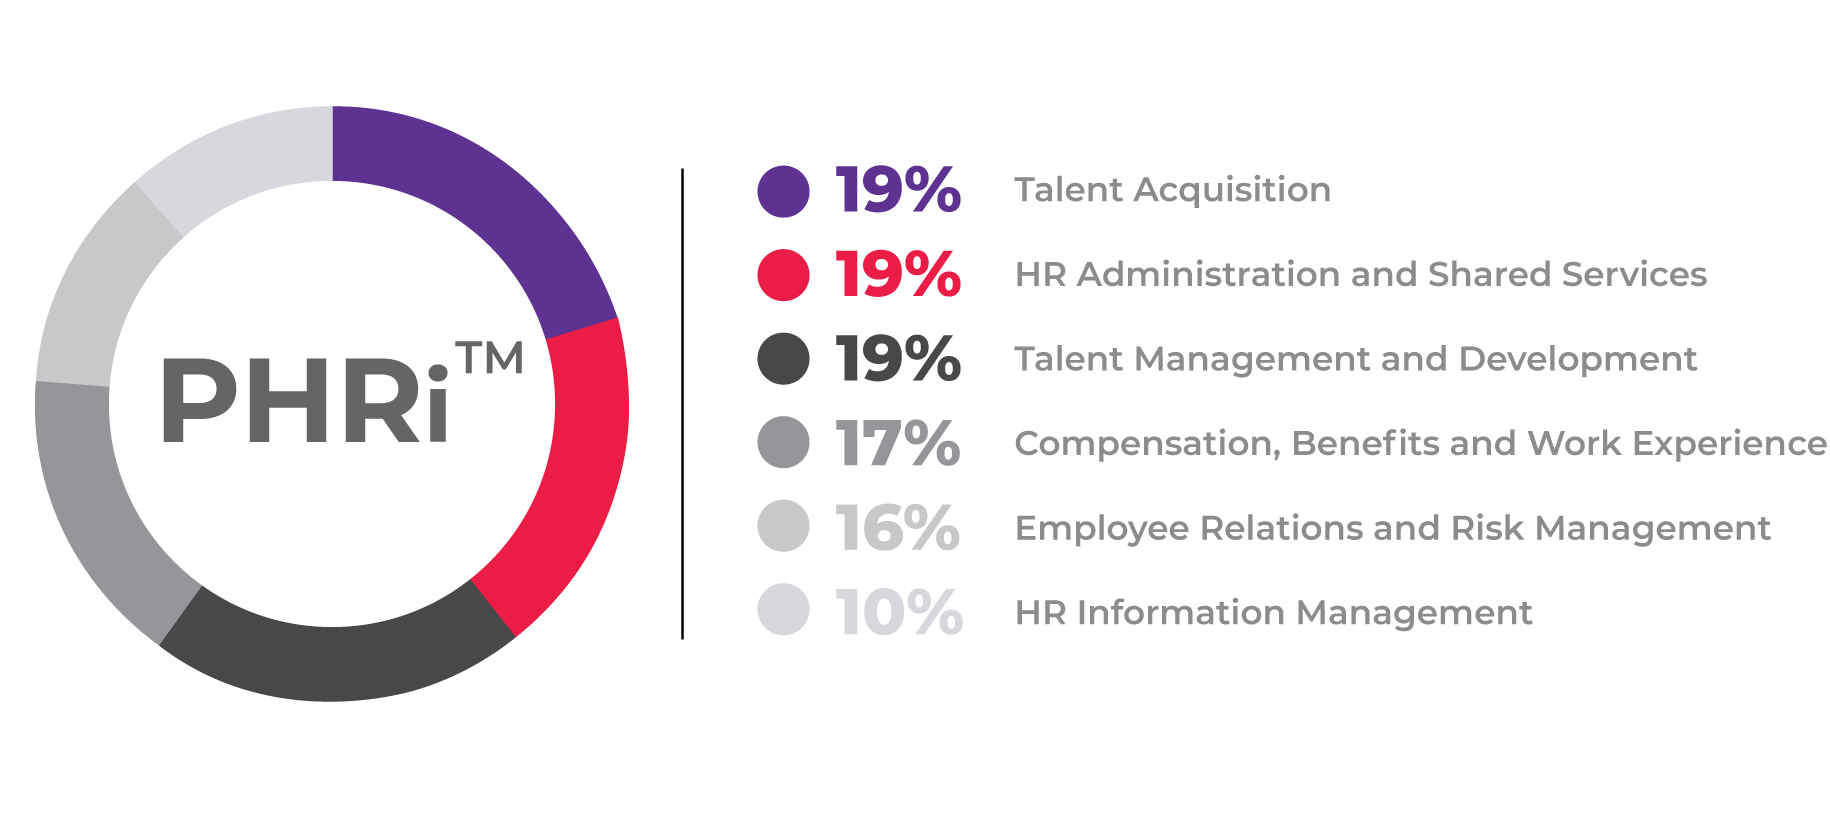 PHRi™
19% Talent Acquisition
19% HR Administration and Shared Services
19% Talent Management and Development
17% Compensation, Benefits and Work Experience
16% Employee Relations and Risk Management
10% HR Information Management